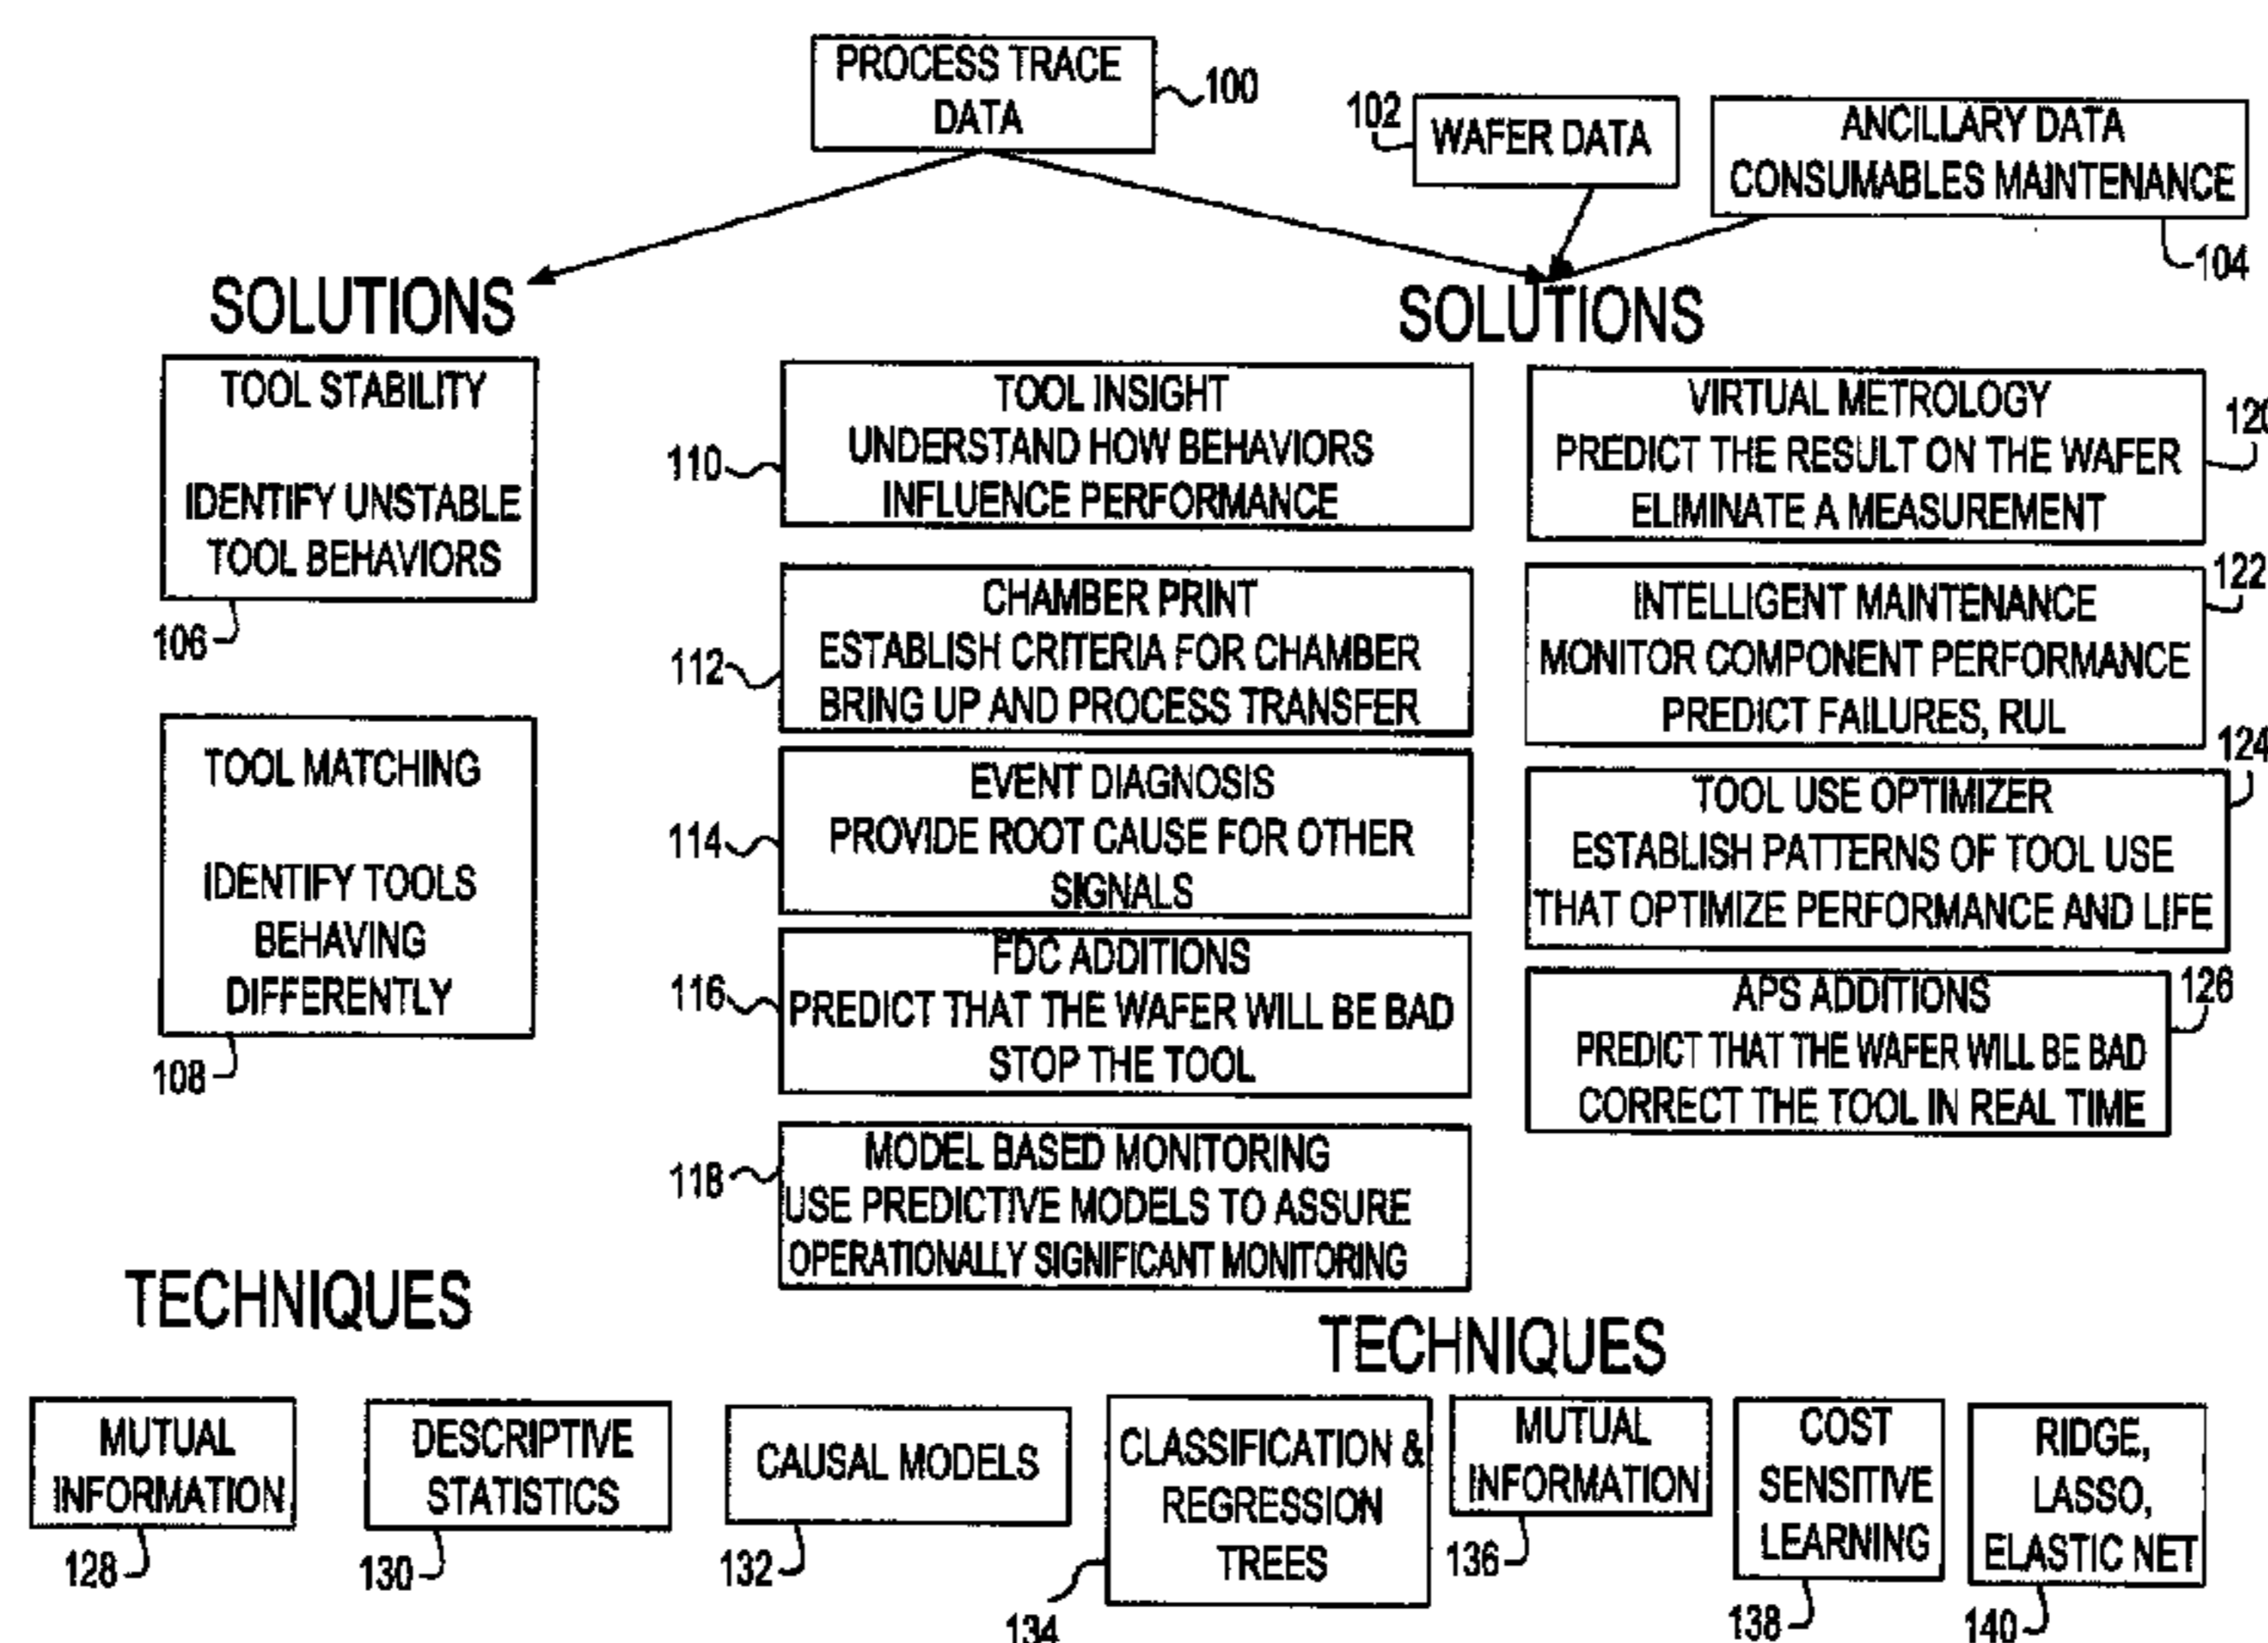 PROCESS TRACE
DATA
100
102
WAFER DATA
ANCILLARY DATA
CONSUMABLES MAINTENANCE
104
SOLUTIONS
TOOL STABILITY
IDENTIFY UNSTABLE
TOOL BEHAVIORS
106
TOOL MATCHING
IDENTIFY TOOLS
BEHAVING
DIFFERENTLY
108
SOLUTIONS
110
TOOL INSIGHT
UNDERSTAND HOW BEHAVIORS
INFLUENCE PERFORMANCE
112
CHAMBER PRINT
ESTABLISH CRITERIA FOR CHAMBER
BRING UP AND PROCESS TRANSFER
114
EVENT DIAGNOSIS
PROVIDE ROOT CAUSE FOR OTHER
SIGNALS
116
FDC ADDITIONS
PREDICT THAT THE WAFER WILL BE BAD
STOP THE TOOL
118
MODEL BASED MONITORING
USE PREDICTIVE MODELS TO ASSURE
OPERATIONALLY SIGNIFICANT MONITORING
VIRTUAL METROLOGY
PREDICT THE RESULT ON THE WAFER
ELIMINATE A MEASUREMENT
120
INTELLIGENT MAINTENANCE
MONITOR COMPONENT PERFORMANCE
PREDICT FAILURES, RUL
122
TOOL USE OPTIMIZER
ESTABLISH PATTERNS OF TOOL USE
THAT OPTIMIZE PERFORMANCE AND LIFE
124
APS ADDITIONS
PREDICT THAT THE WAFER WILL BE BAD
CORRECT THE TOOL IN REAL TIME
126
TECHNIQUES
MUTUAL
INFORMATION
128
DESCRIPTIVE
STATISTICS
130
TECHNIQUES
CAUSAL MODELS
132
CLASSIFICATION &
REGRESSION
TREES
134
MUTUAL
INFORMATION
136
COST
SENSITIVE
LEARNING
138
RIDGE,
LASSO,
ELASTIC NET
140